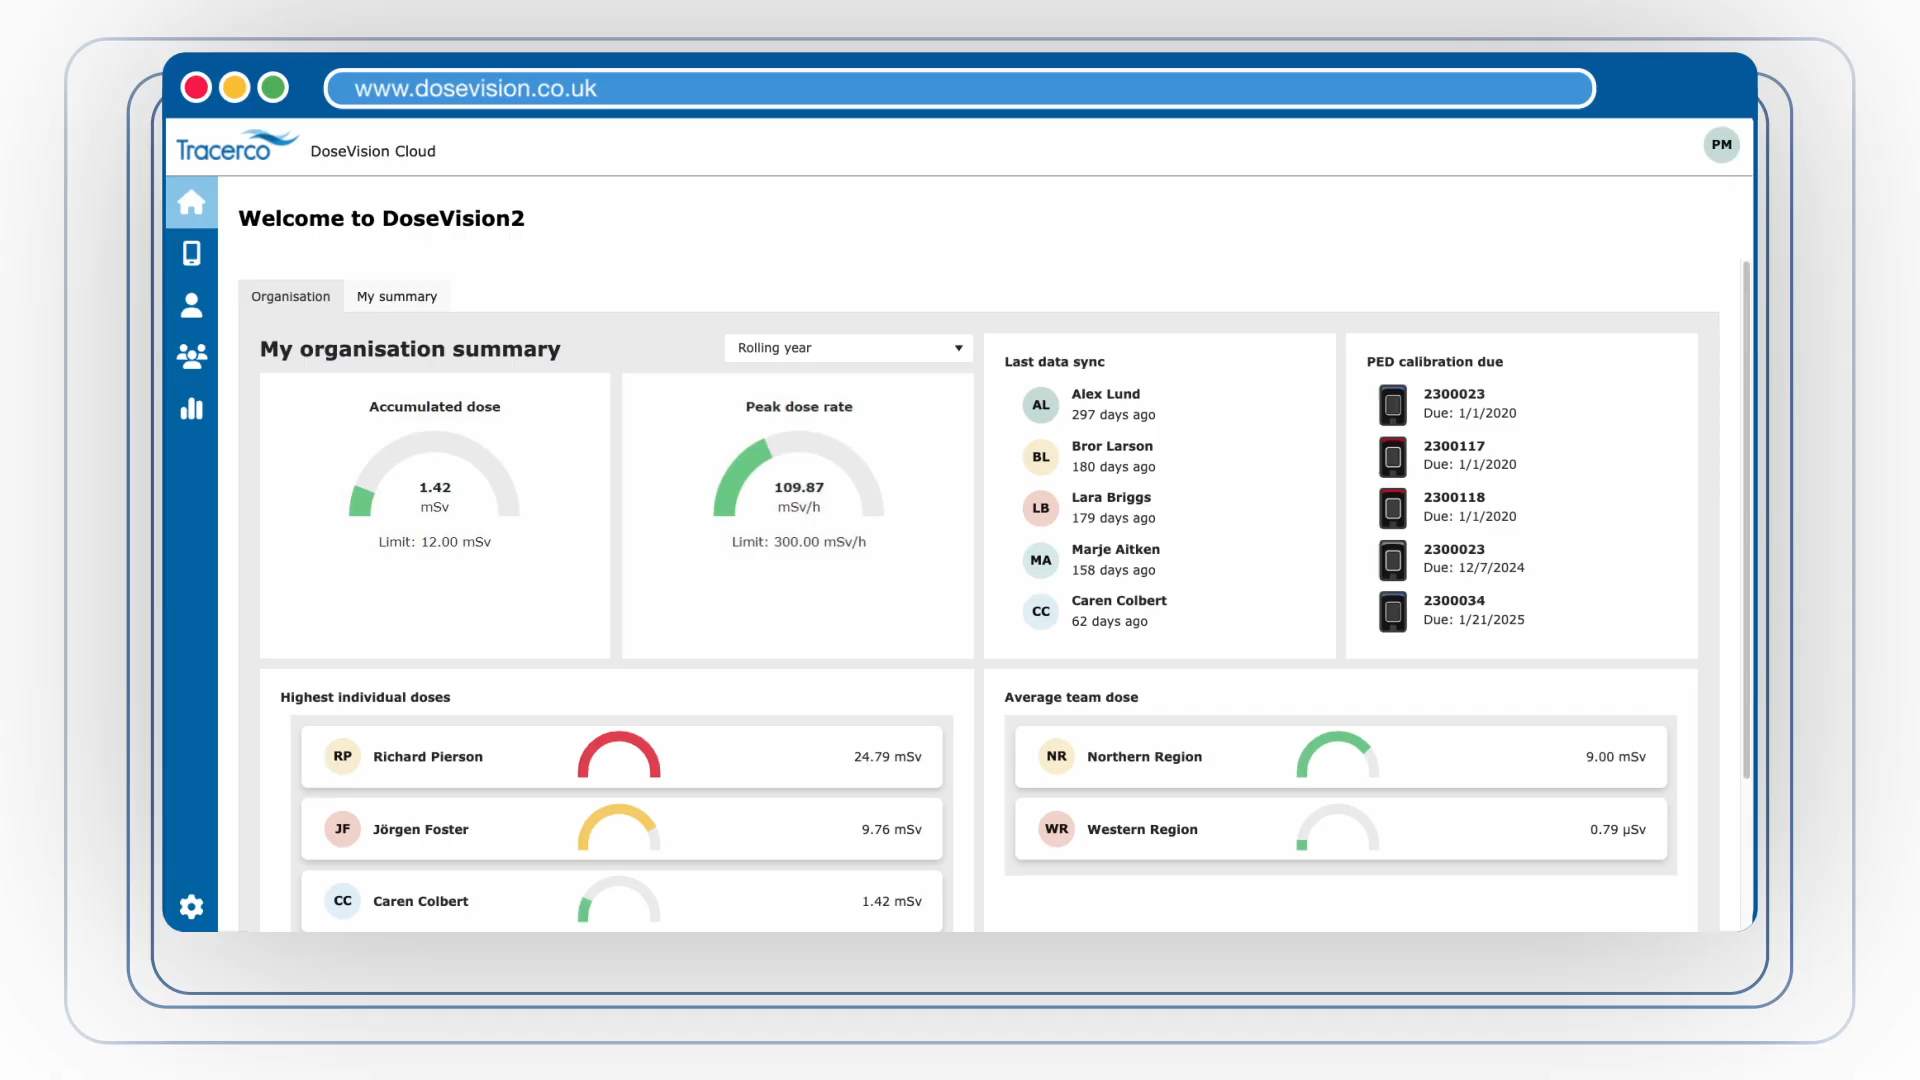 www.dosevision.co.uk
Tracerco
DoseVision Cloud
PM
Welcome to DoseVision2
Organisation
My summary
My organisation summary
Rolling year
Accumulated dose
1.42
mSv
Limit: 12.00 mSv
Peak dose rate
109.87
mSv/h
Limit: 300.00 mSv/h
Last data sync
AL
Alex Lund
297 days ago
BL
Bror Larson
180 days ago
LB
Lara Briggs
179 days ago
MA
Marje Aitken
158 days ago
CC
Caren Colbert
62 days ago
PED calibration due
2300023
Due: 1/1/2020
2300117
Due: 1/1/2020
2300118
Due: 1/1/2020
2300023
Due: 12/7/2024
2300034
Due: 1/21/2025
Highest individual doses
RP
Richard Pierson
24.79 mSv
JF
Jörgen Foster
9.76 mSv
CC
Caren Colbert
1.42 mSv
Average team dose
NR
Northern Region
9.00 mSv
WR
Western Region
0.79 µSv